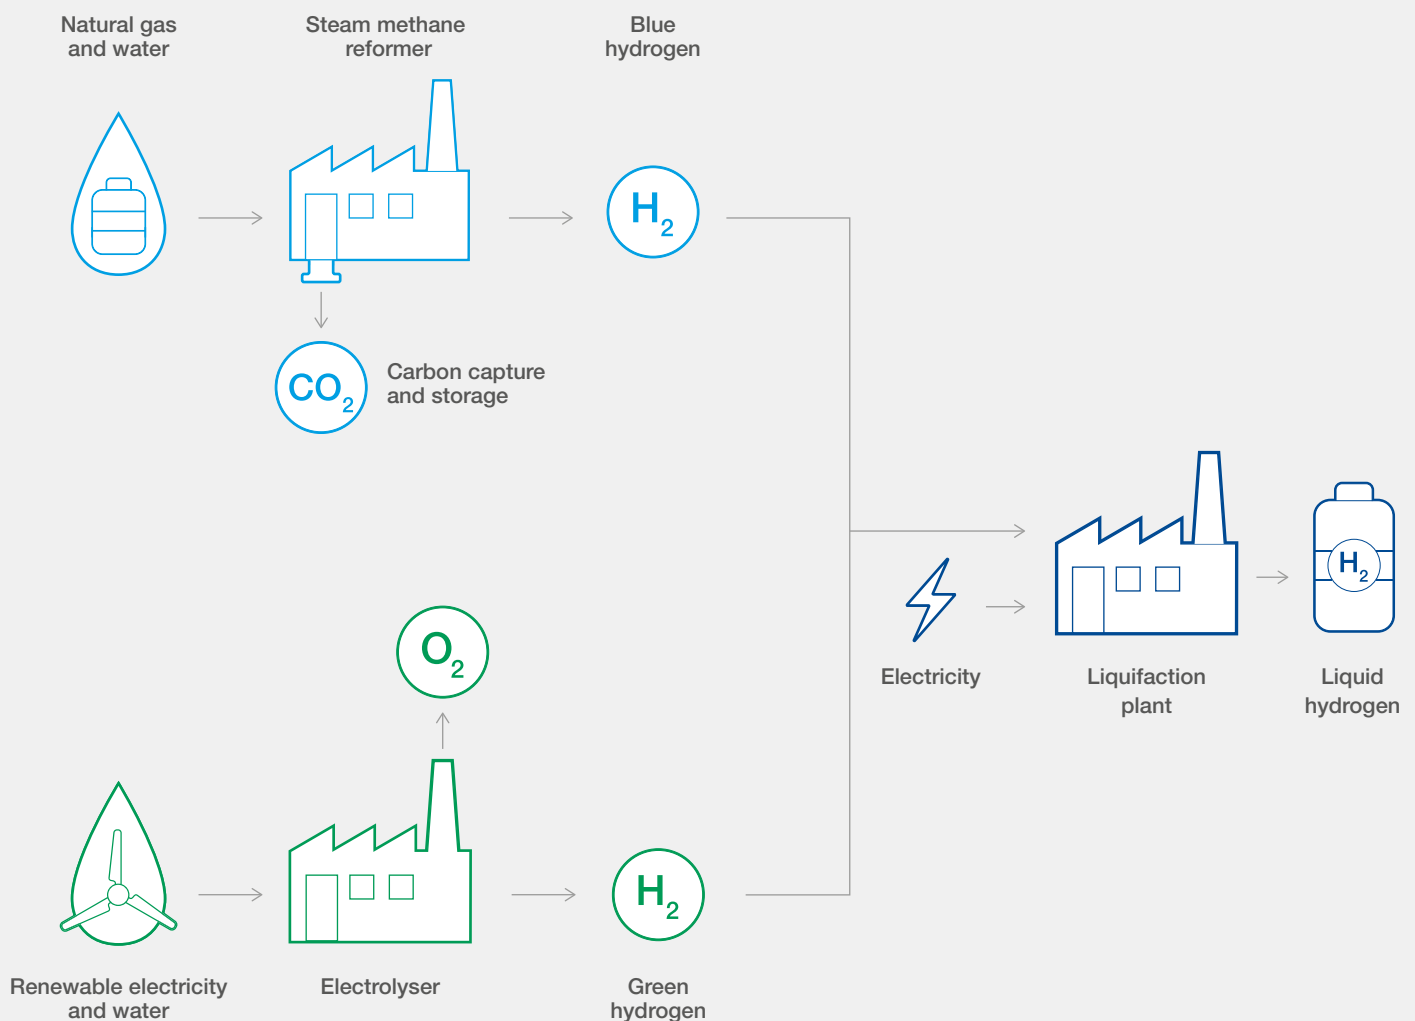 Natural gas
and water
Steam methane
reformer
Blue
hydrogen
H2
CO2
Carbon capture
and storage
H2
Electricity
Liquifaction
plant
Liquid
hydrogen
O2
H2
Renewable electricity
and water
Electrolyser
Green
hydrogen